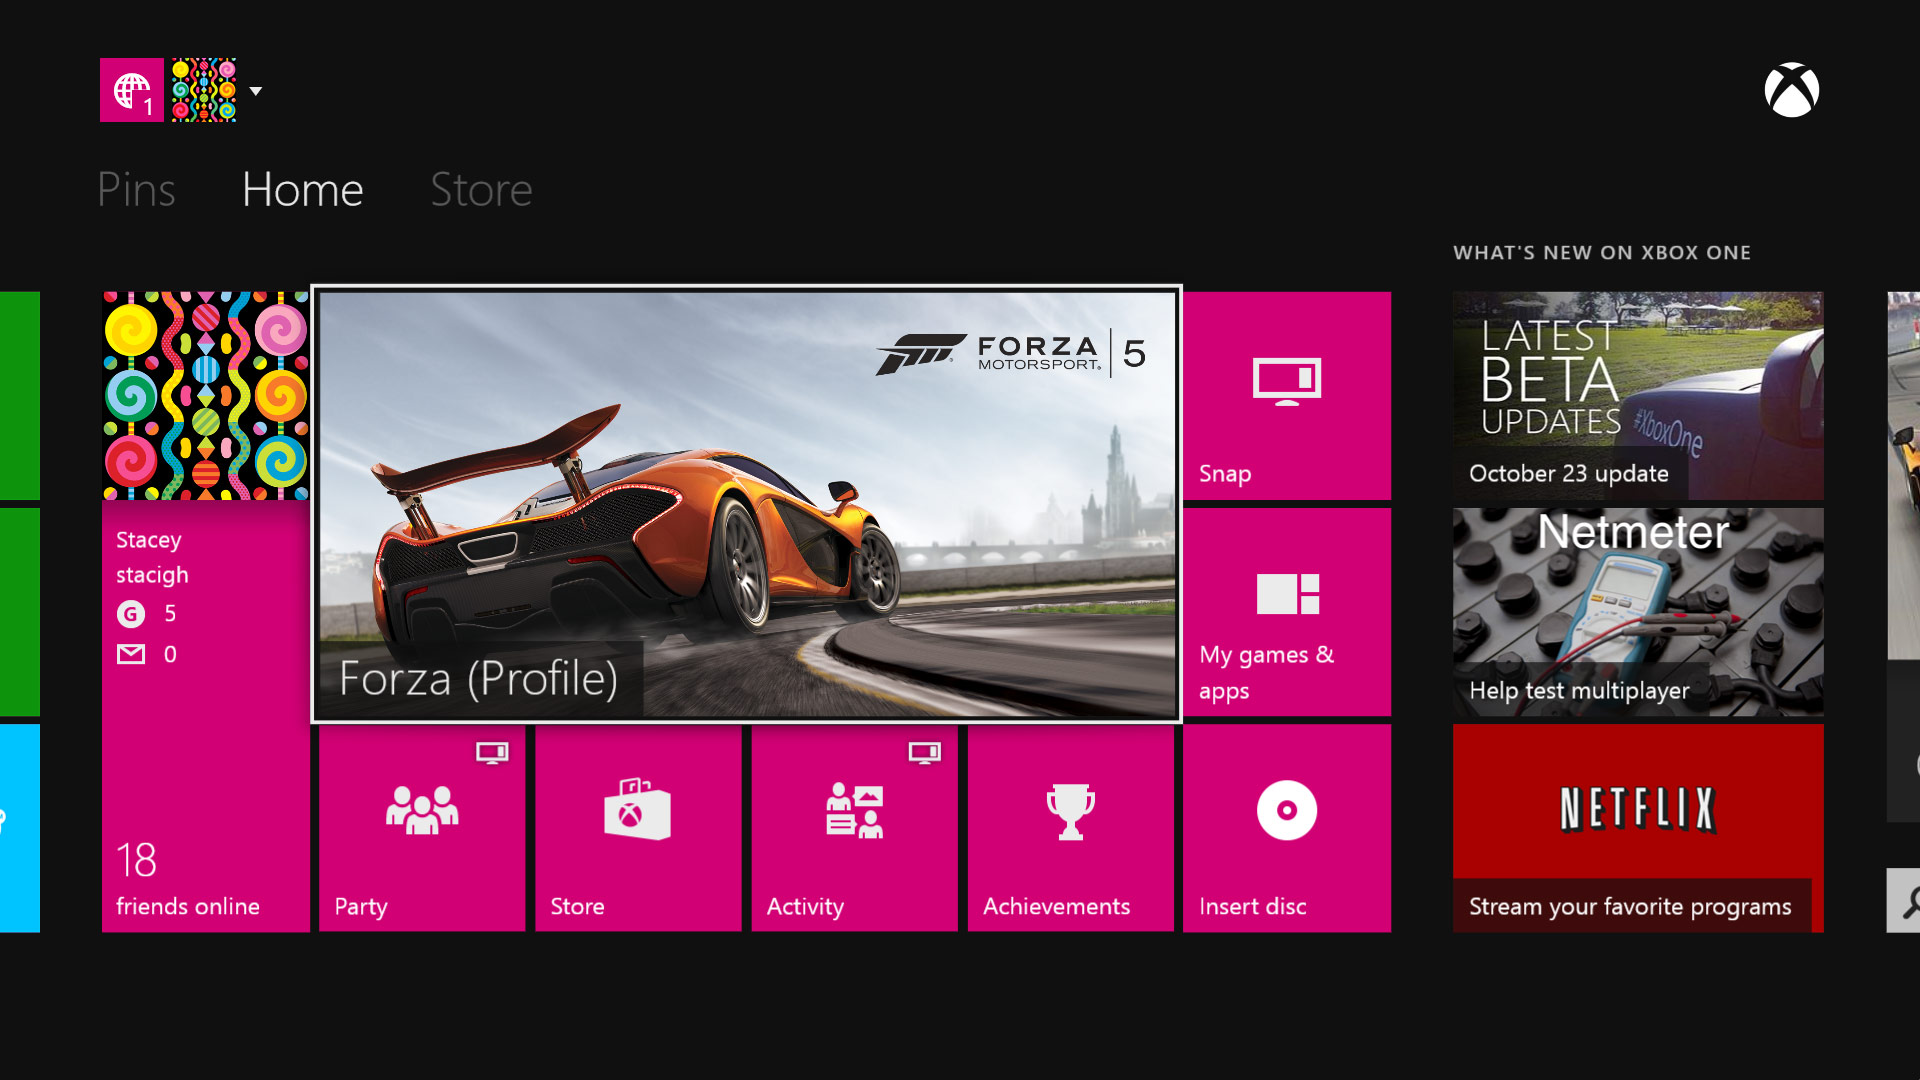 1
Pins
Home
Store
WHAT'S NEW ON XBOX ONE
Stacey
stacigh
G 5
0
18
friends online
FORZA
MOTORSPORT
5
Forza (Profile)
Snap
My games &
apps
Party
Store
Activity
Achievements
Insert disc
LATEST
BETA
UPDATES
#XboxOne
October 23 update
Netmeter
Help test multiplayer
NETFLIX
Stream your favorite programs